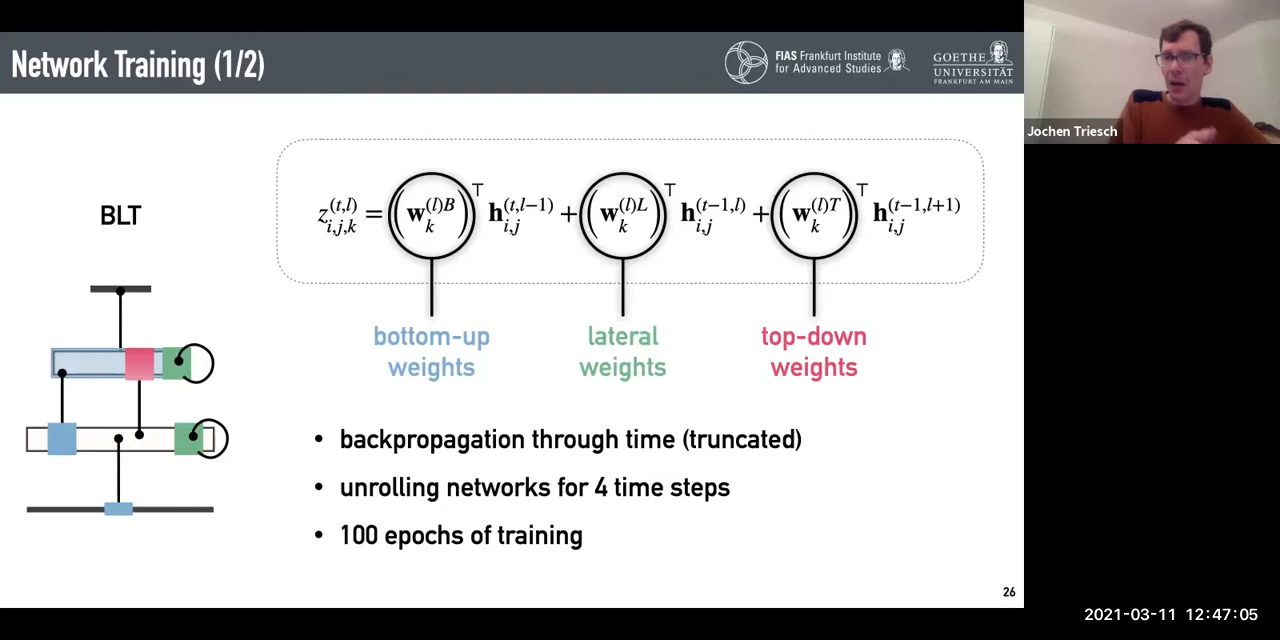 Network Training (1/2)
FIAS Frankfurt Institute
for Advanced Studies
GOETHE
UNIVERSITÄT
FRANKFURT AM MAIN
Jochen Triesch
BLT
z_{i,j,k}^{(t,l)} = (w_k^{(l)B})^⊤ h_{i,j}^{(t,l−1)} + (w_k^{(l)L})^⊤ h_{i,j}^{(t−1,l)} + (w_k^{(l)T})^⊤ h_{i,j}^{(t−1,l+1)}
bottom-up weights
lateral weights
top-down weights
• backpropagation through time (truncated)
• unrolling networks for 4 time steps
• 100 epochs of training
26
2021-03-11 12:47:05